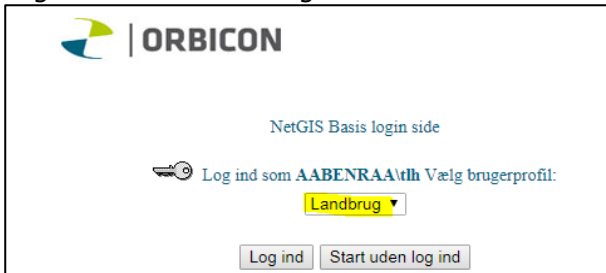 ORBICON
NetGIS Basis login side
Log ind som AABENRAA\tlh Vælg brugerprofil:
Landbrug
Log ind Start uden log ind